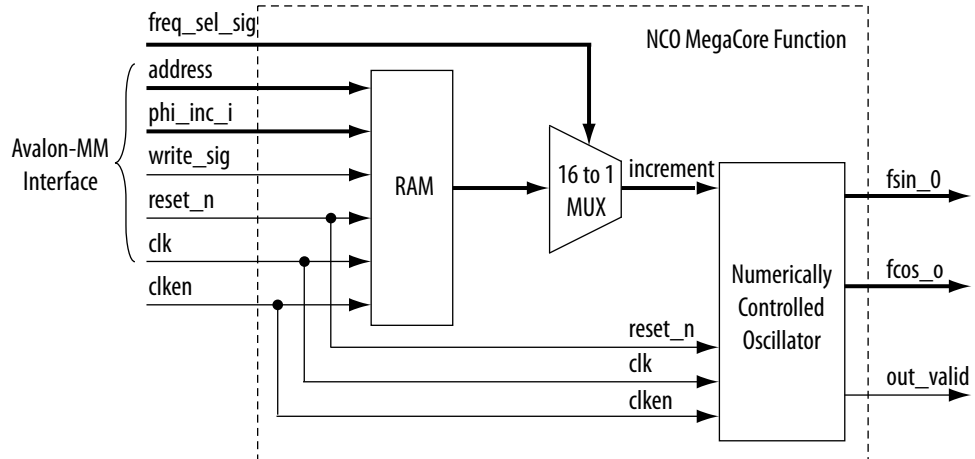 freq_sel_sig
NCO MegaCore Function
address
phi_inc_i
Avalon-MM
Interface
write_sig
reset_n
clk
clken
RAM
16 to 1
MUX
increment
Numerically
Controlled
Oscillator
reset_n
clk
clken
fsin_0
fcos_o
out_valid